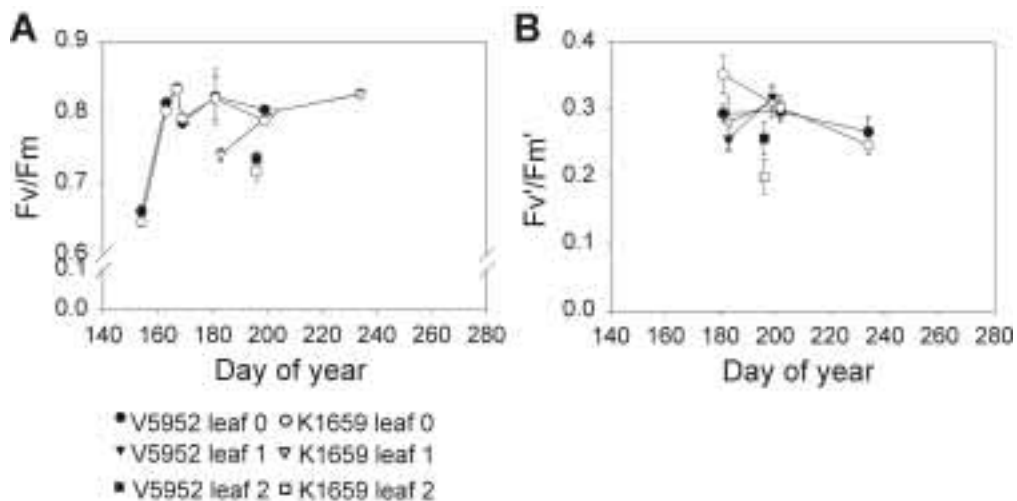 A
B
Fv/Fm
0.9
0.8
0.7
0.6
0.1
0.0
140 160 180 200 220 240 260 280
Day of year
Fv'/Fm'
0.4
0.3
0.2
0.1
0.0
140 160 180 200 220 240 260 280
Day of year
V5952 leaf 0 K1659 leaf 0
V5952 leaf 1 K1659 leaf 1
V5952 leaf 2 K1659 leaf 2